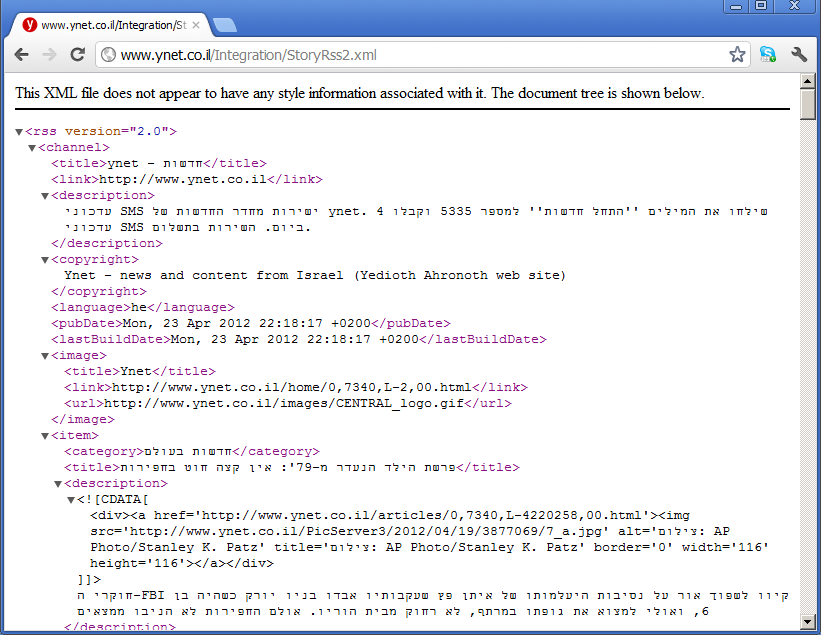 www.ynet.co.il/Integration/St
www.ynet.co.il/Integration/StoryRss2.xml
This XML file does not appear to have any style information associated with it. The document tree is shown below.
▼<rss version="2.0">
▼<channel>
<title>ynet - חדשות</title>
<link>http://www.ynet.co.il</link>
▼<description>
שילחו את המילים ''התחל חדשות'' למספר 5335 וקבלו 4 .ynet ישירות מחדר החדשות של SMS עדכוני
.ביום. השירות בתשלום SMS עדכוני
</description>
▼<copyright>
Ynet - news and content from Israel (Yedioth Ahronoth web site)
</copyright>
<language>he</language>
<pubDate>Mon, 23 Apr 2012 22:18:17 +0200</pubDate>
<lastBuildDate>Mon, 23 Apr 2012 22:18:17 +0200</lastBuildDate>
▼<image>
<title>Ynet</title>
<link>http://www.ynet.co.il/home/0,7340,L-2,00.html</link>
<url>http://www.ynet.co.il/images/CENTRAL_logo.gif</url>
</image>
▼<item>
<category>חדשות בעולם</category>
<title>פרשת הילד הנעדר מ-79': אין קצה חוט בחפירות</title>
▼<description>
▼<![CDATA[
<div><a href='http://www.ynet.co.il/articles/0,7340,L-4220258,00.html'><img
src='http://www.ynet.co.il/PicServer3/2012/04/19/3877069/7_a.jpg' alt='צילום: AP
Photo/Stanley K. Patz' title='צילום: AP Photo/Stanley K. Patz' border='0' width='116'
height='116'></a></div>
]]>
קיוו לשפוך אור על נסיבות היעלמותו של איתן פץ שעקבותיו אבדו בניו יורק כשהיה בן FBI-חוקרי ה
6, ואולי למצוא את גופתו במרתף, לא רחוק מבית הוריו. אולם החפירות לא הניבו ממצאים
</description>